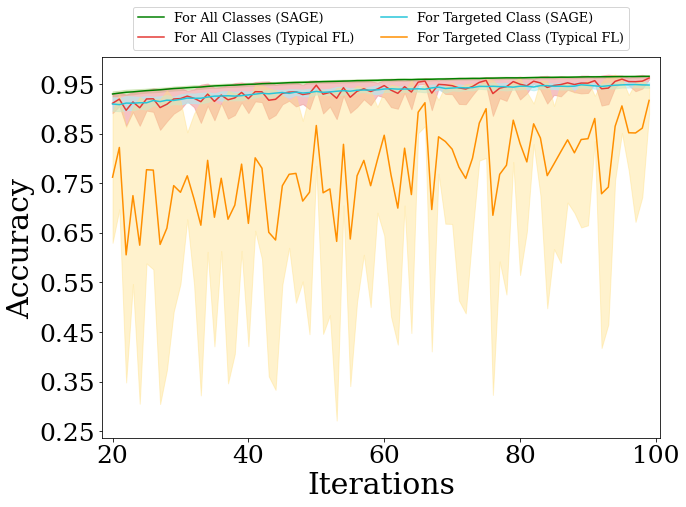 For All Classes (SAGE)
For All Classes (Typical FL)
For Targeted Class (SAGE)
For Targeted Class (Typical FL)
0.95
0.85
0.75
0.65
0.55
0.45
0.35
0.25
Accuracy
20 40 60 80 100
Iterations